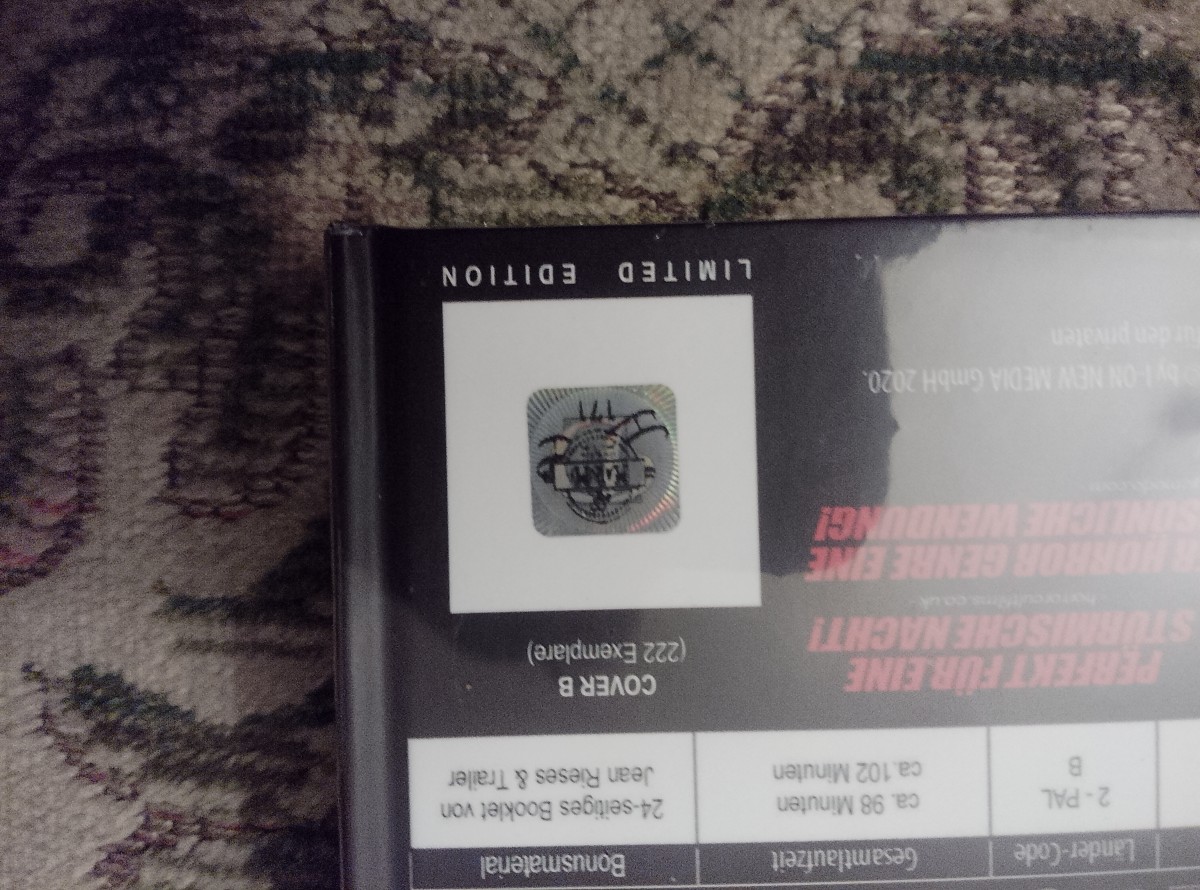 Länder-Code
Gesamtlaufzeit
Bonusmaterial
2 - PAL
B
ca. 98 Minuten
ca.102 Minuten
24-seitiges Booklet von
Jean Rieses & Trailer
PERFEKT FÜR EINE
STÜRMISCHE NACHT!
HORROR GENRE EINE
WENDUNG!
by I-ON NEW MEDIA GmbH 2020.
für den privaten
COVER B
(222 Exemplare)
LIMITED EDITION